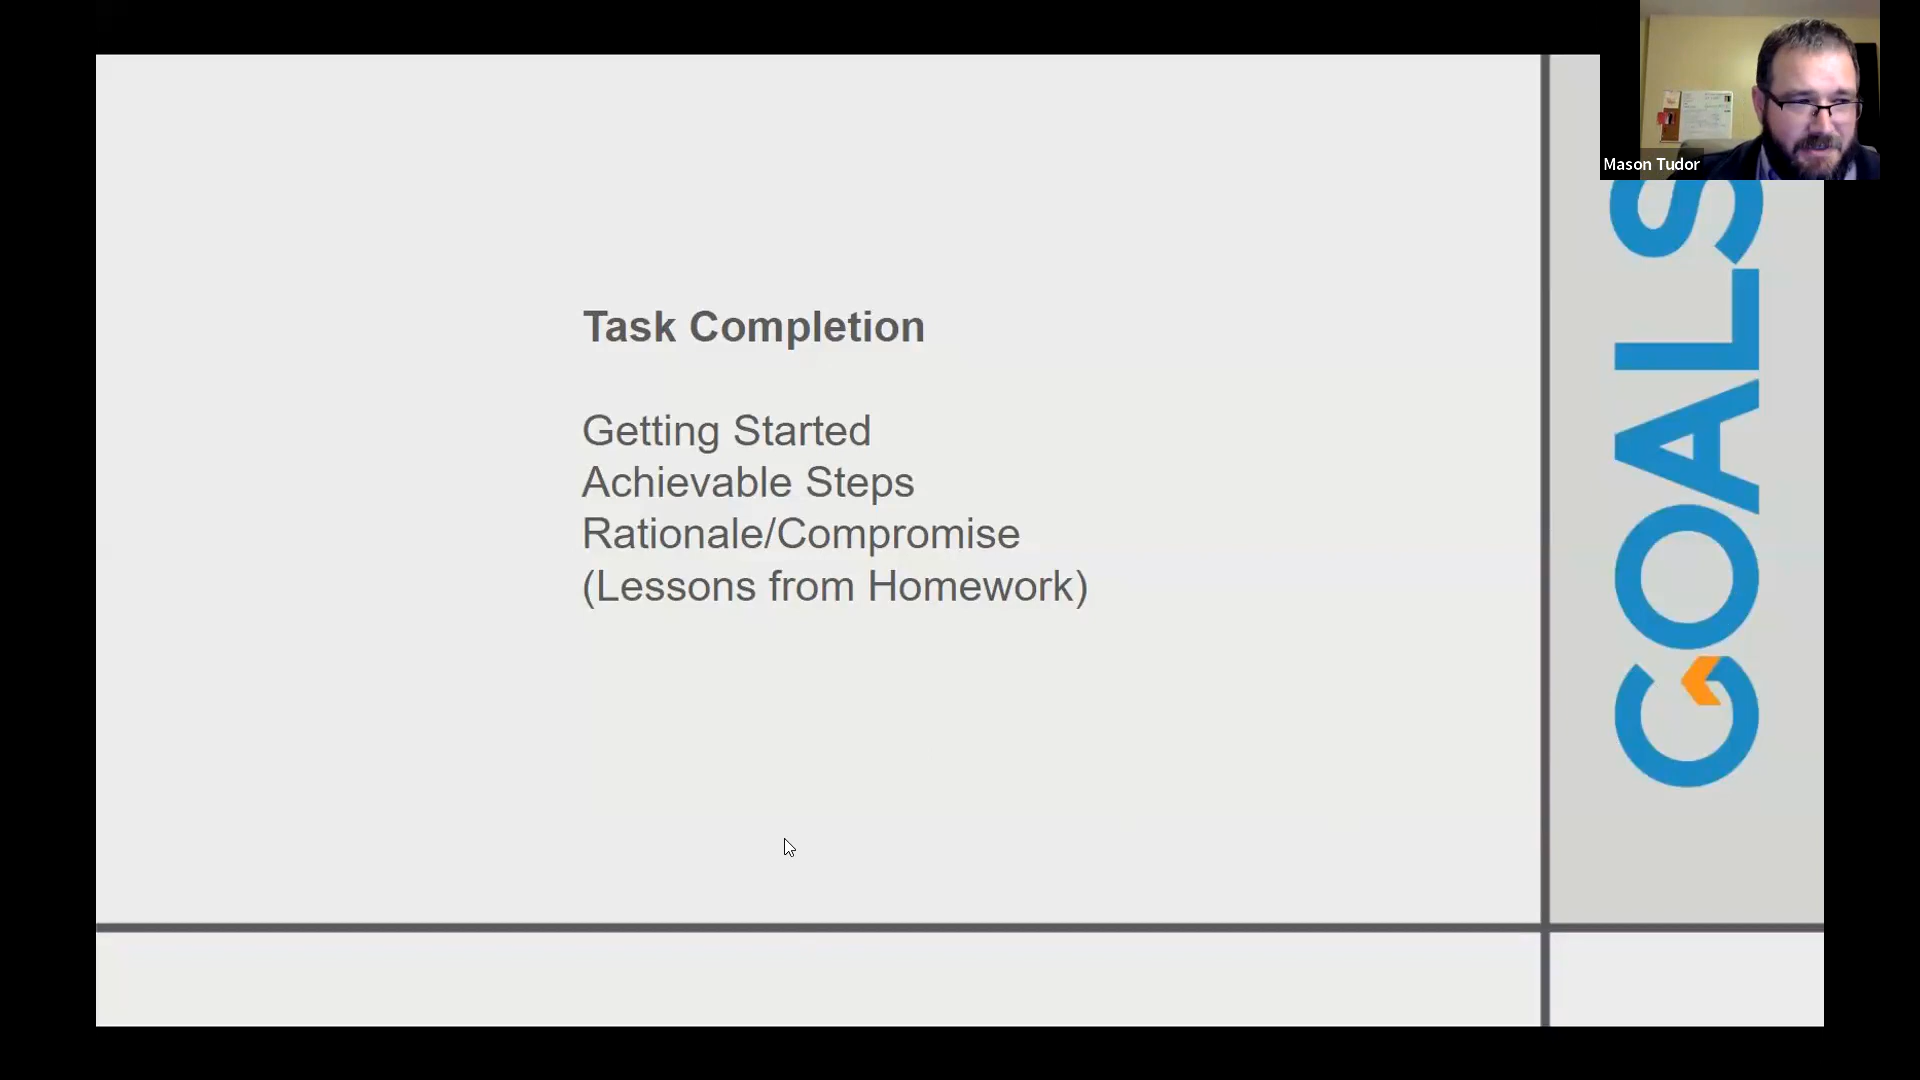 Task Completion
Getting Started
Achievable Steps
Rationale/Compromise
(Lessons from Homework)
Mason Tudor
GOALS